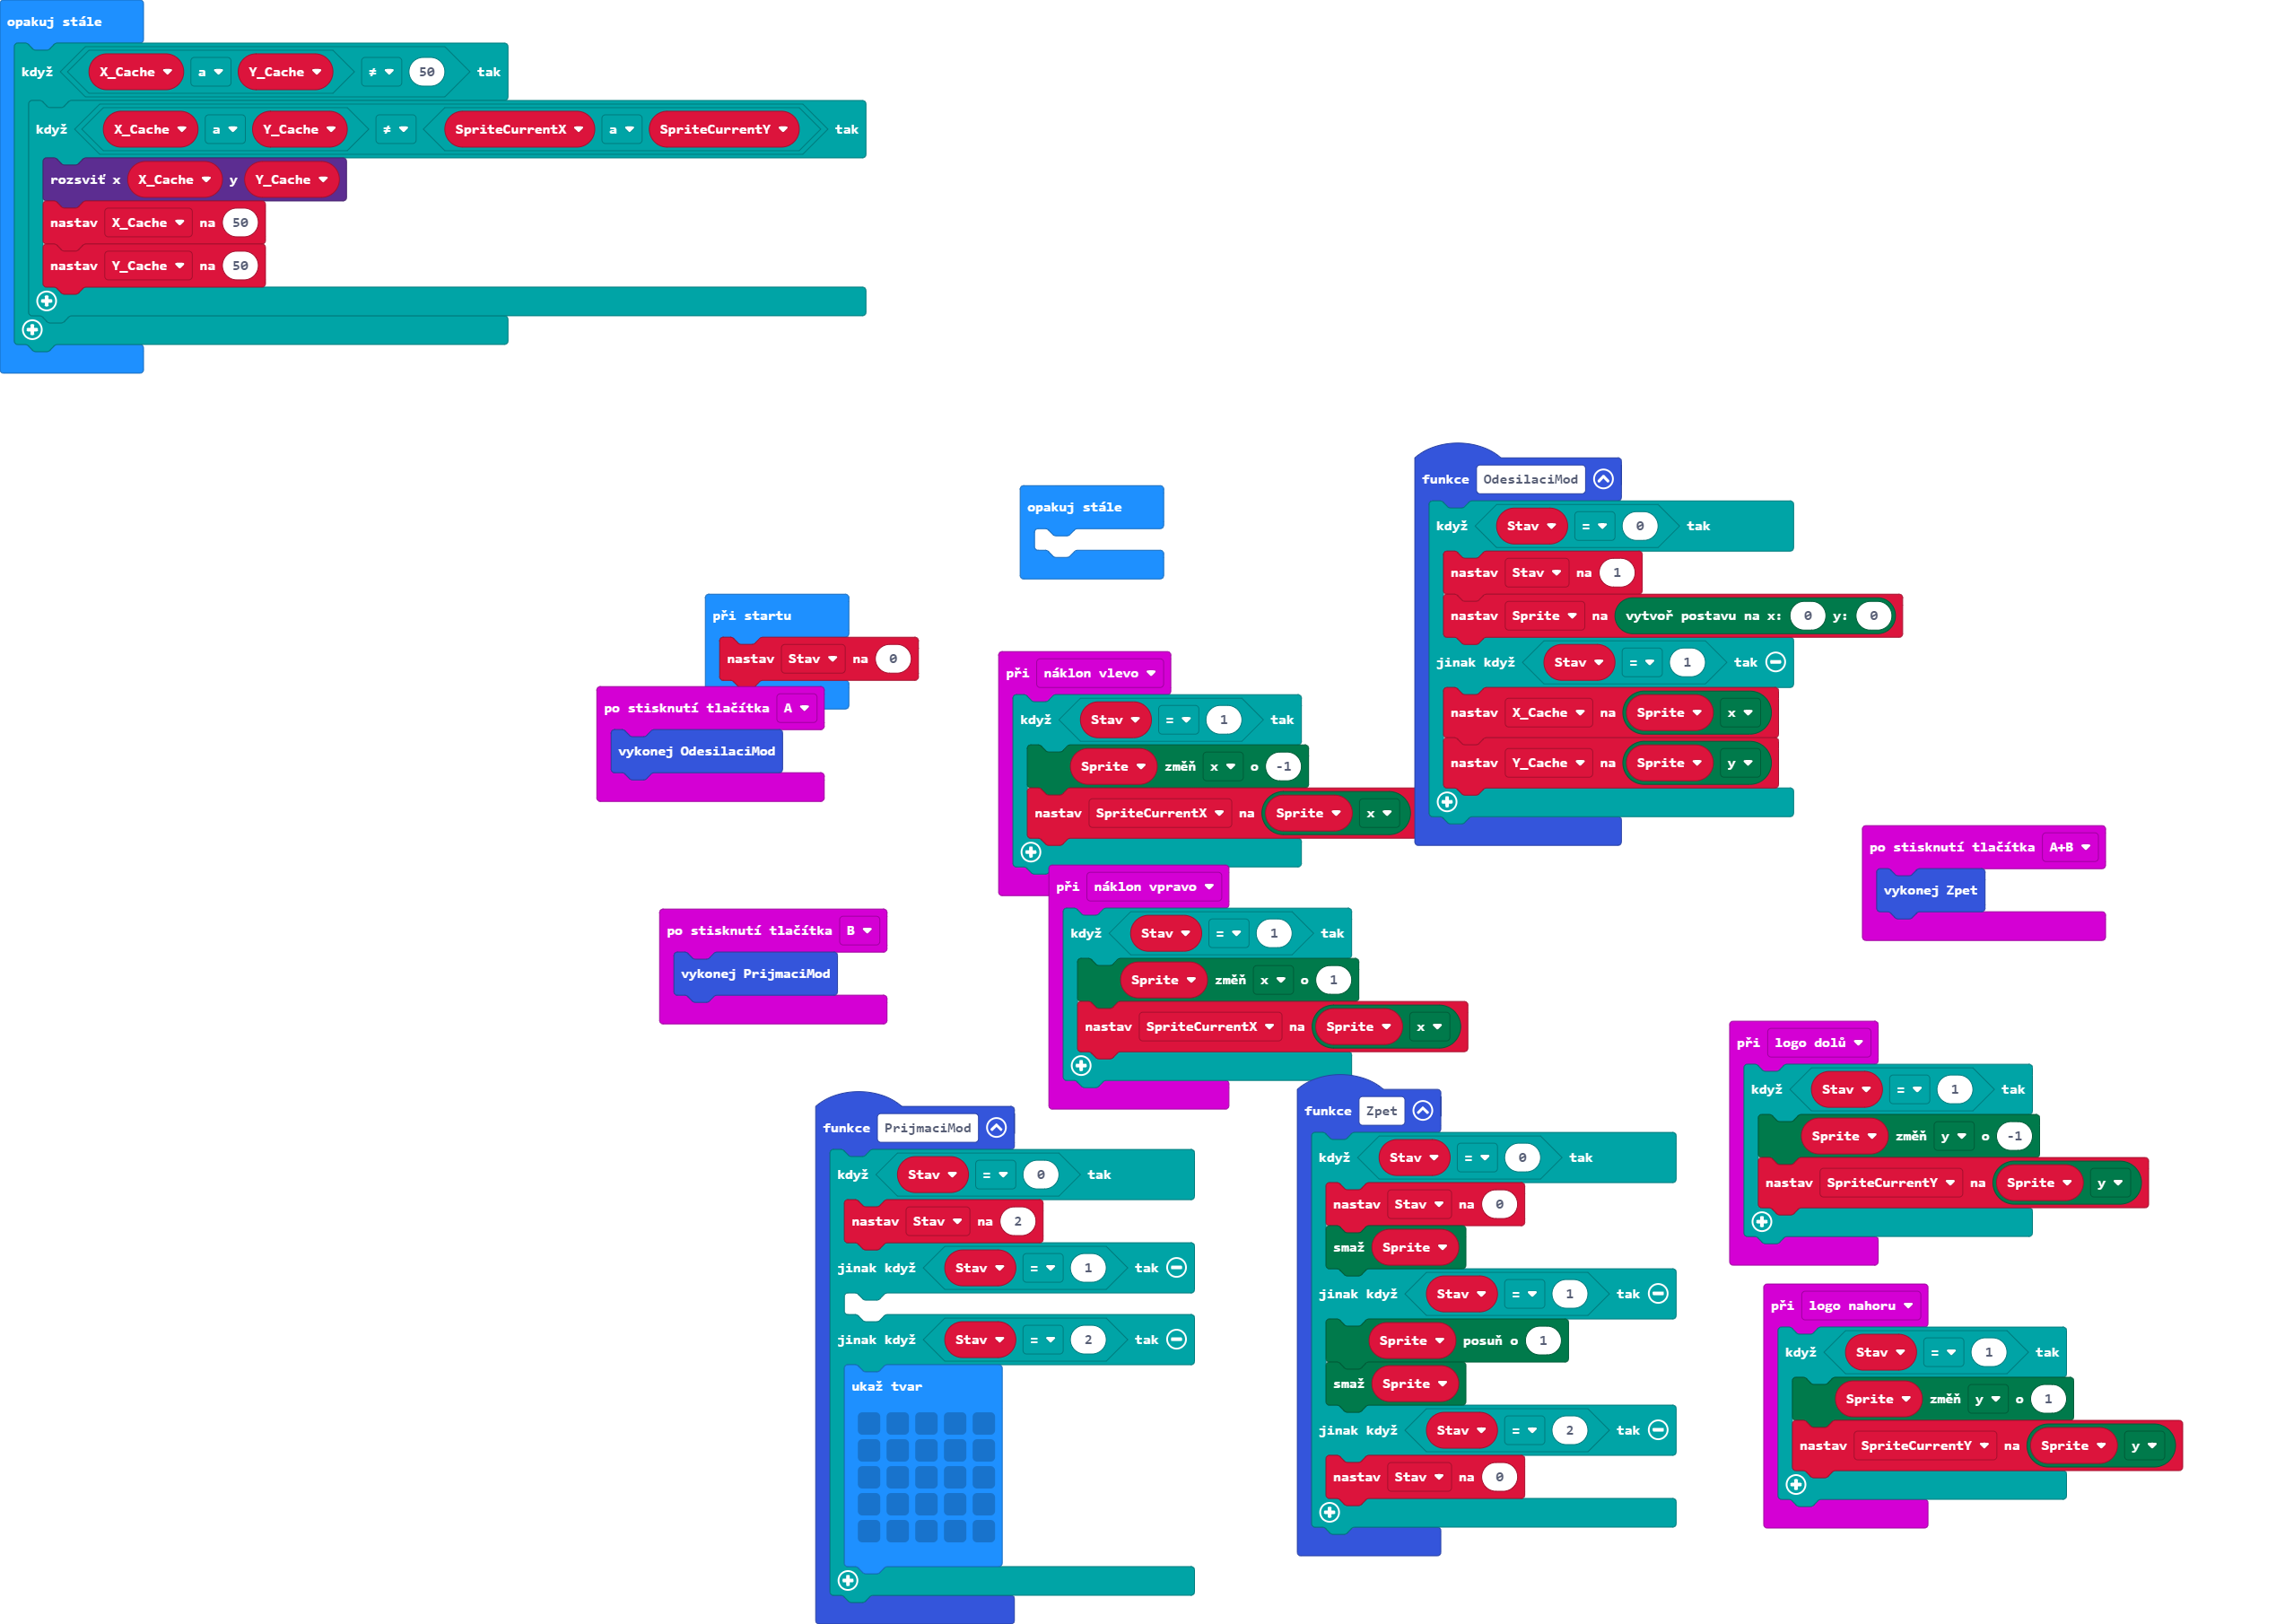 opakuj stále
když X_Cache a Y_Cache ≠ 50 tak
když X_Cache a Y_Cache ≠ SpriteCurrentX a SpriteCurrentY tak
rozsviť x X_Cache y Y_Cache
nastav X_Cache na 50
nastav Y_Cache na 50
opakuj stále
při startu
nastav Stav na 0
po stisknutí tlačítka A
vykonej OdesilaciMod
po stisknutí tlačítka B
vykonej PrijmaciMod
při náklon vlevo
když Stav = 1 tak
Sprite změň x o -1
nastav SpriteCurrentX na Sprite x
při náklon vpravo
když Stav = 1 tak
Sprite změň x o 1
nastav SpriteCurrentX na Sprite x
funkce OdesilaciMod
když Stav = 0 tak
nastav Stav na 1
nastav Sprite na vytvoř postavu na x: 0 y: 0
jinak když Stav = 1 tak
nastav X_Cache na Sprite x
nastav Y_Cache na Sprite y
po stisknutí tlačítka A+B
vykonej Zpet
funkce PrijmaciMod
když Stav = 0 tak
nastav Stav na 2
jinak když Stav = 1 tak
jinak když Stav = 2 tak
ukaž tvar
funkce Zpet
když Stav = 0 tak
nastav Stav na 0
smaž Sprite
jinak když Stav = 1 tak
Sprite posuň o 1
smaž Sprite
jinak když Stav = 2 tak
nastav Stav na 0
při logo dolů
když Stav = 1 tak
Sprite změň y o -1
nastav SpriteCurrentY na Sprite y
při logo nahoru
když Stav = 1 tak
Sprite změň y o 1
nastav SpriteCurrentY na Sprite y